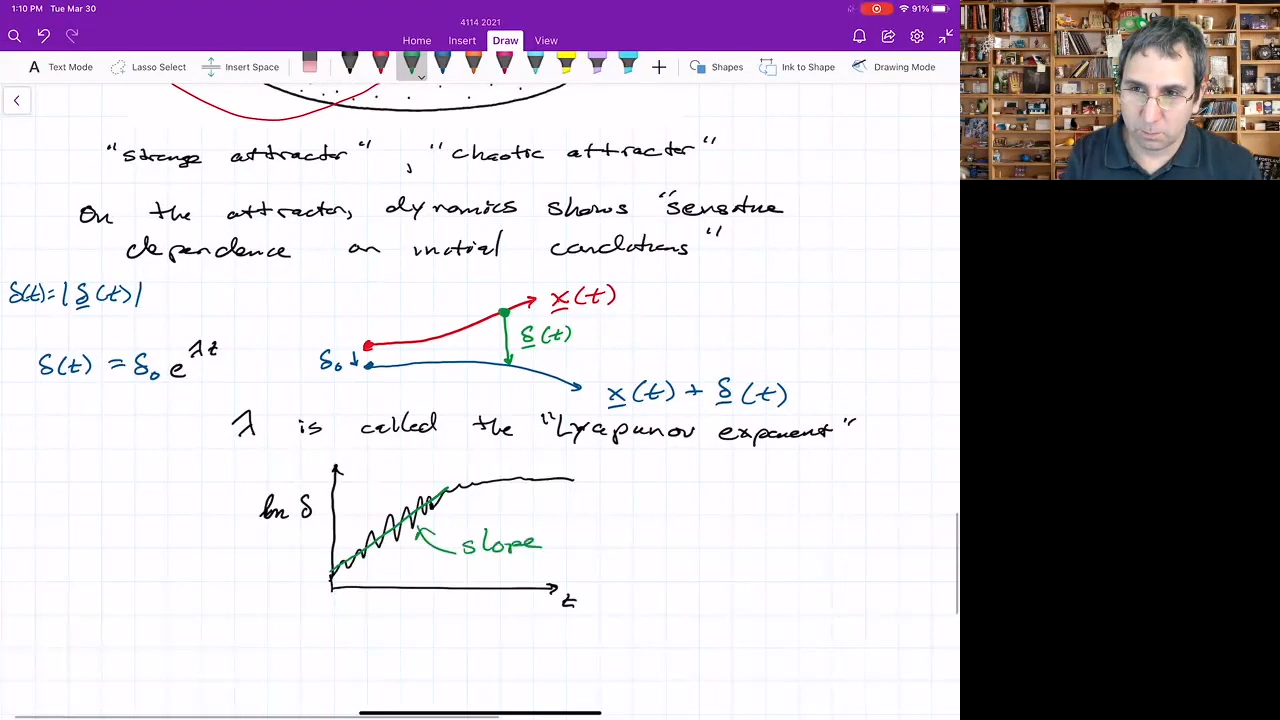 1:10 PM Tue Mar 30
91%
4114 2021
Home Insert Draw View
Text Mode Lasso Select Insert Space Shapes Ink to Shape Drawing Mode
"strange attractor", "chaotic attractor"
On the attractor, dynamics shows "sensitive
dependence on initial conditions"
δ(t)=|δ(t)|
x(t)
δ(t)
δ(t) = δ₀ e^λt
δ₀
x(t) + δ(t)
λ is called the "Lyapunov exponent"
ln δ
slope
t